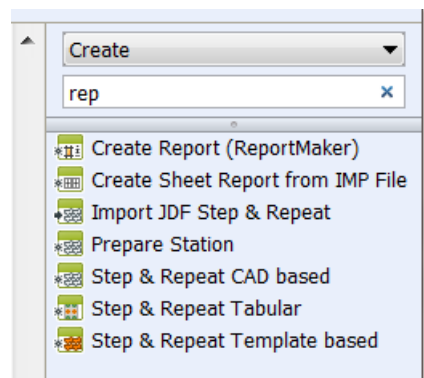 Create
rep
Create Report (ReportMaker)
Create Sheet Report from IMP File
Import JDF Step & Repeat
Prepare Station
Step & Repeat CAD based
Step & Repeat Tabular
Step & Repeat Template based